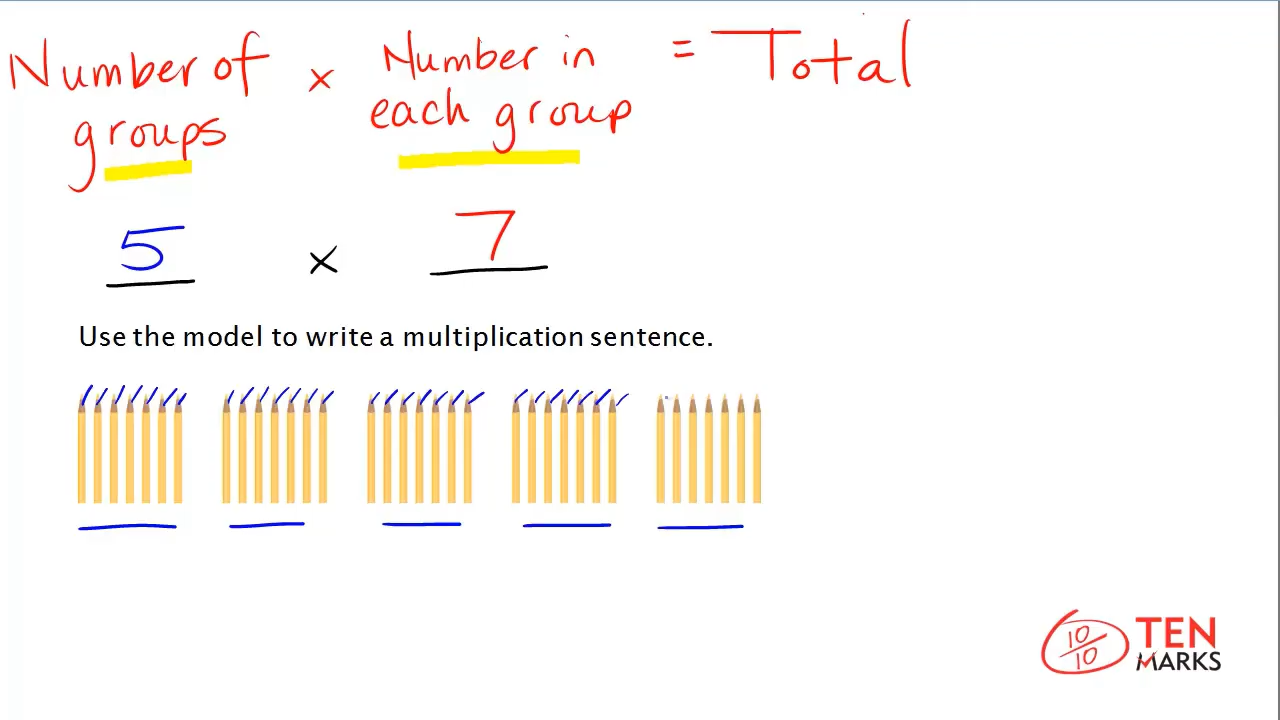 Number of × Number in = Total
groups each group
5 × 7
Use the model to write a multiplication sentence.
10/10 TEN
MARKS